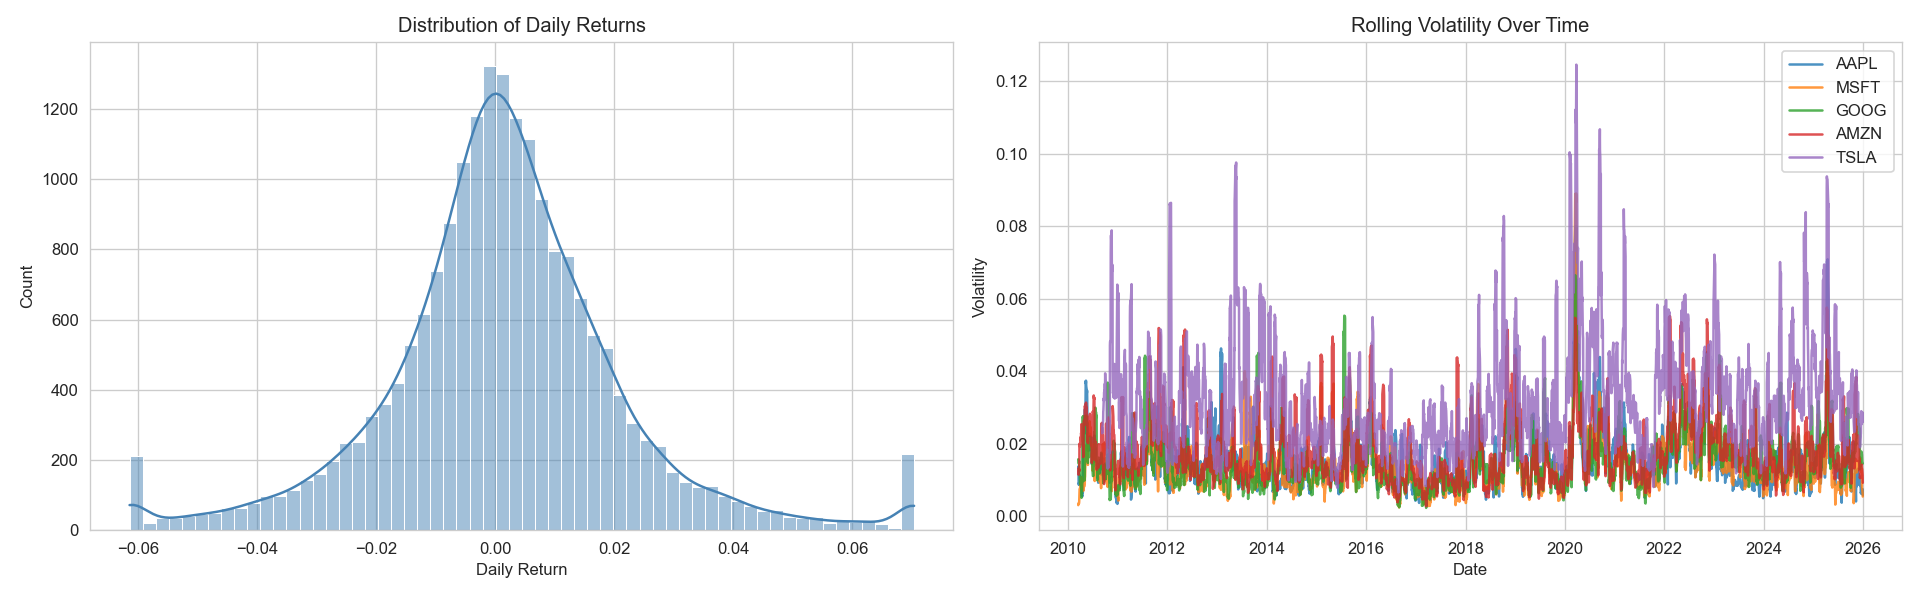 Distribution of Daily Returns
Count
1200
1000
800
600
400
200
0
−0.06
−0.04
−0.02
0.00
0.02
0.04
0.06
Daily Return
Rolling Volatility Over Time
Volatility
0.12
0.10
0.08
0.06
0.04
0.02
0.00
2010
2012
2014
2016
2018
2020
2022
2024
2026
Date
AAPL
MSFT
GOOG
AMZN
TSLA